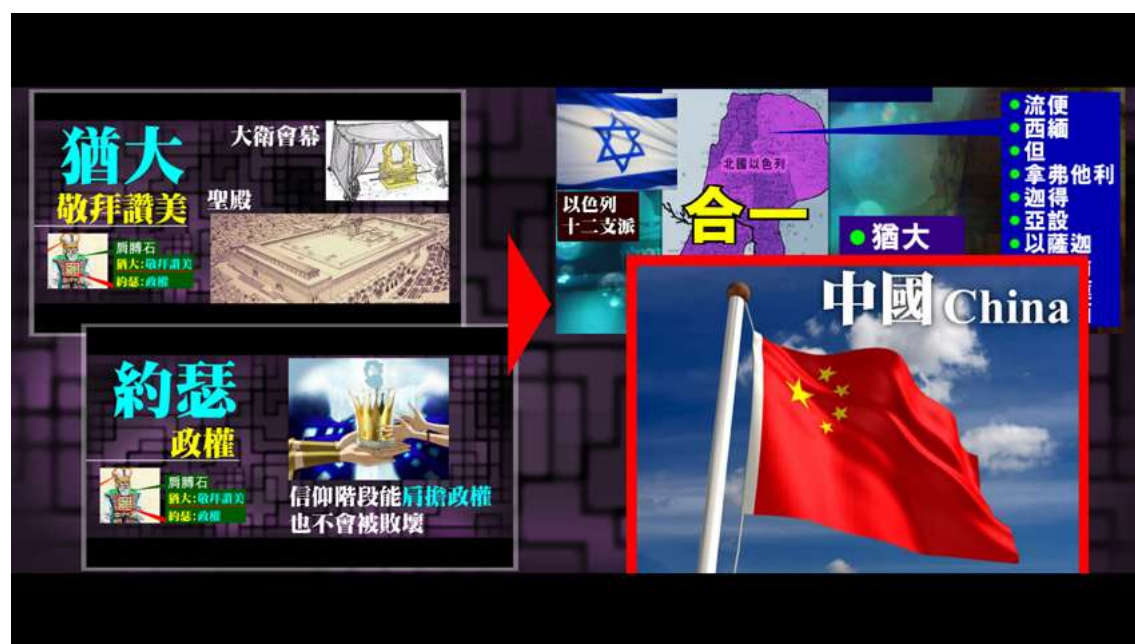 猶大
敬拜讚美
大衛會幕
聖殿
肩膊石
猶大:敬拜讚美
約瑟:政權
約瑟
政權
肩膊石
猶大:敬拜讚美
約瑟:政權
信仰階段能肩擔政權
也不會被敗壞
以色列
十二支派
北國以色列
合一
猶大
流便
西緬
但
拿弗他利
迦得
亞設
以薩迦
中國 China